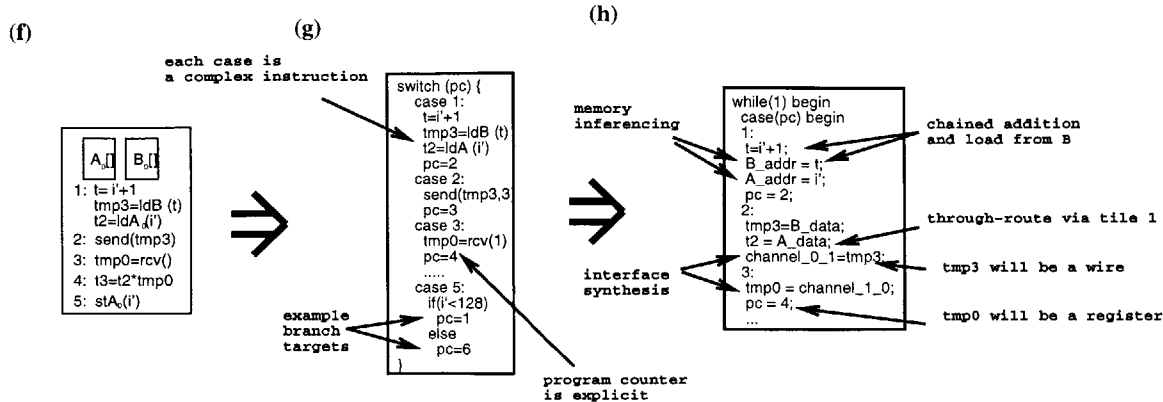 (f)
A₀[] B₀[]
1: t= i'+1
tmp3=ldB (t)
t2=ldA₀(i')
2: send(tmp3)
3: tmp0=rcv()
4: t3=t2*tmp0
5: stA₀(i')
(g)
each case is
a complex instruction
switch (pc) {
case 1:
t=i'+1
tmp3=ldB (t)
t2=ldA (i')
pc=2
case 2:
send(tmp3,3)
pc=3
case 3:
tmp0=rcv(1)
pc=4
.....
case 5:
if(i'<128)
pc=1
else
pc=6
}
example
branch
targets
program counter
is explicit
(h)
memory
inferencing
interface
synthesis
while(1) begin
case(pc) begin
1:
t=i'+1;
B_addr = t;
A_addr = i';
pc = 2;
2:
tmp3=B_data;
t2 = A_data;
channel_0_1=tmp3;
3:
tmp0 = channel_1_0;
pc = 4;
...
chained addition
and load from B
through-route via tile 1
tmp3 will be a wire
tmp0 will be a register